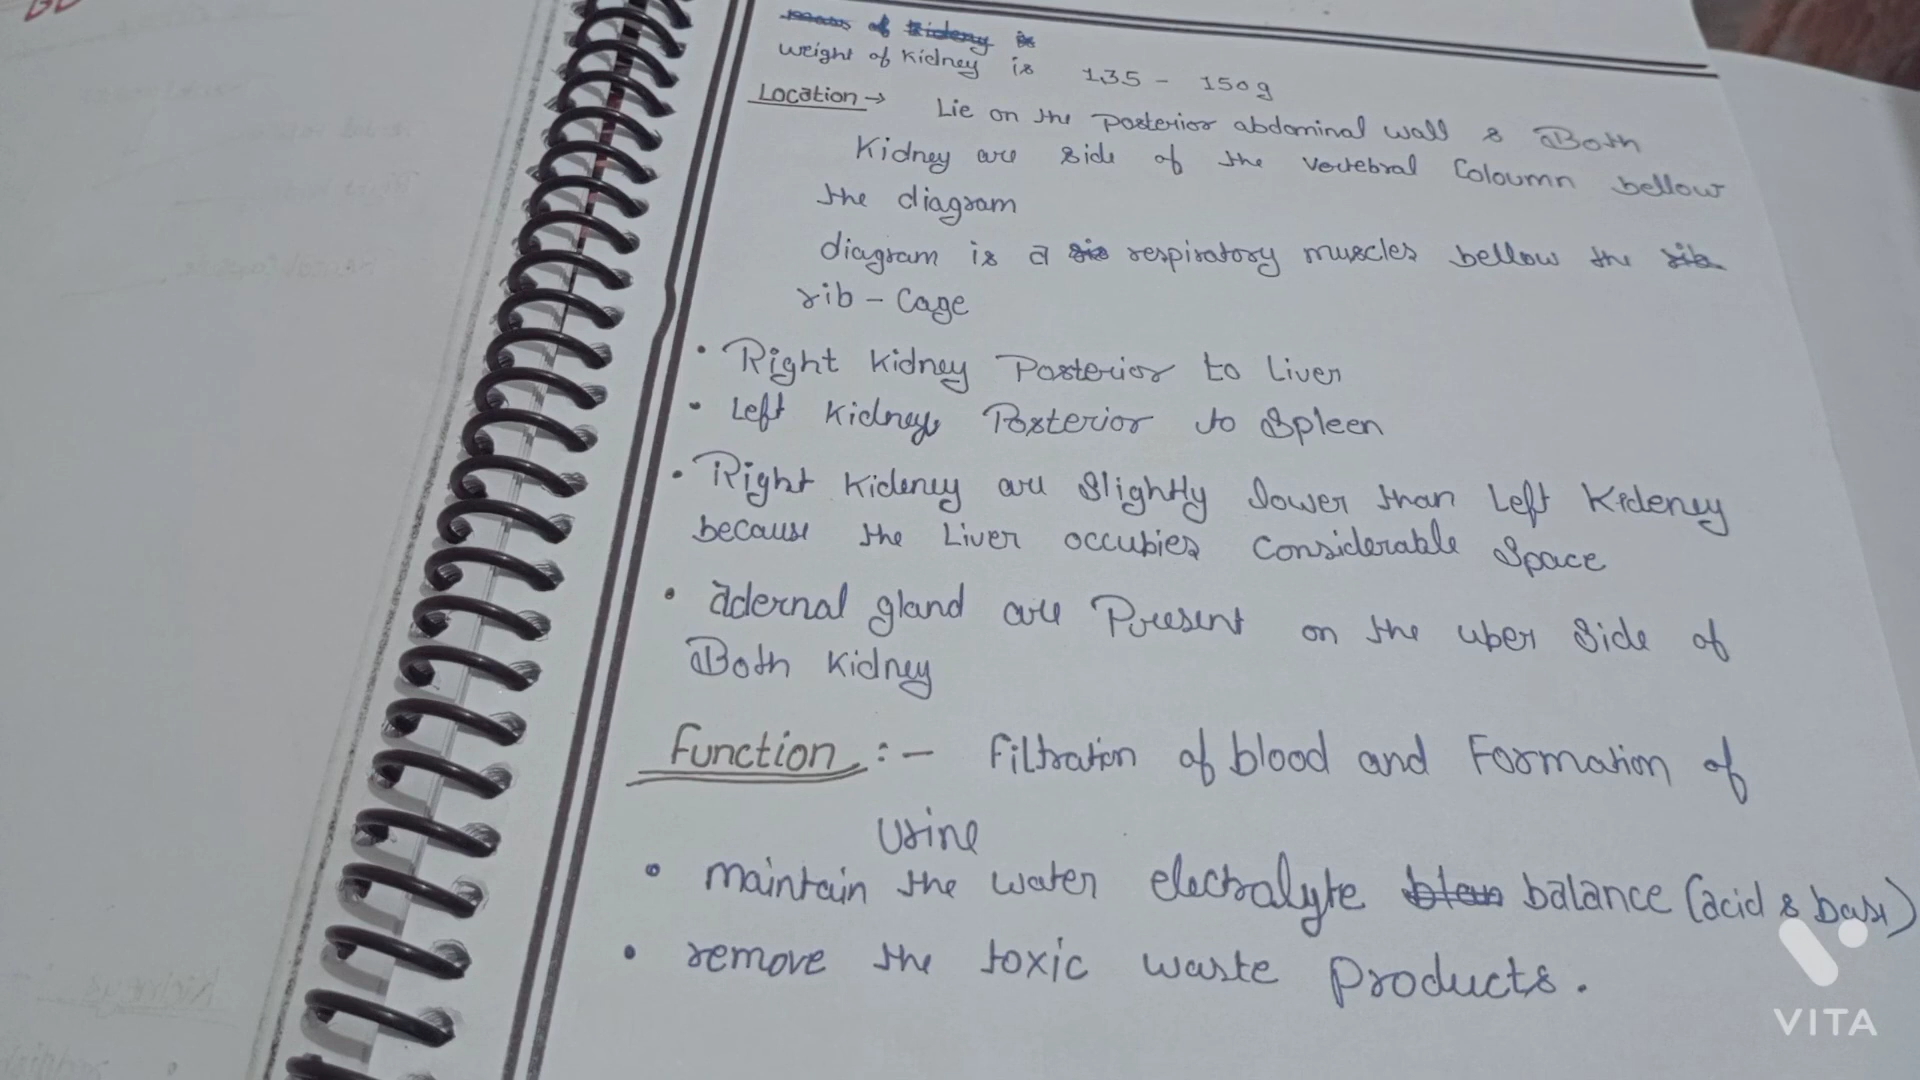 weight of Kidney is 135 - 150g
Location → Lie on the posterior abdominal wall & Both
Kidney are side of the vertebral Coloumn bellow
the diagram
diagram is a respiratory muscles bellow the
rib - Cage
• Right Kidney Posterior to Liver
• Left Kidney Posterior to Spleen
• Right Kideney are slightly lower than Left Kideney
because the Liver occubies Considerable Space
• adernal gland are Present on the uber Side of
Both Kidney
Function :- Filtration of blood and Formation of
Urine
• maintain the water electralyte balance (acid & base)
• remove the toxic waste Products.
VITA